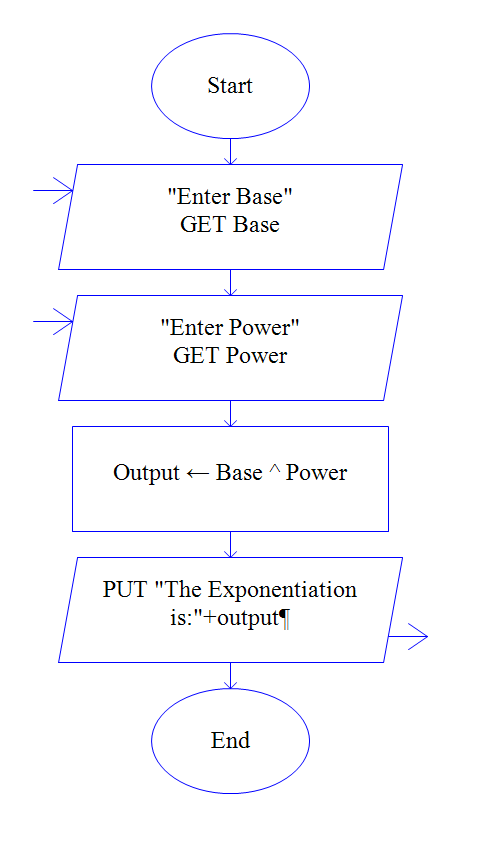 Start
"Enter Base"
GET Base
"Enter Power"
GET Power
Output ← Base ^ Power
PUT "The Exponentiation
is:"+output¶
End